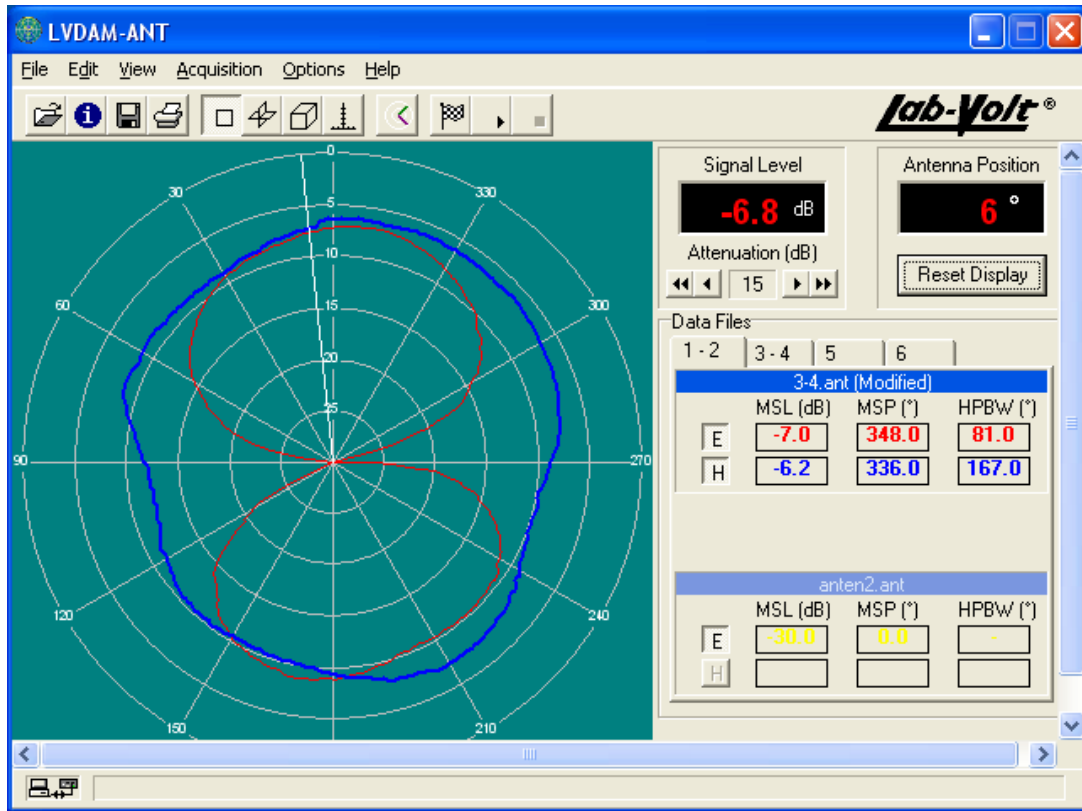 LVDAM-ANT
File Edit View Acquisition Options Help
Lab-Volt ®
0
30
330
5
10
60
300
15
20
25
90
270
120
240
150
210
Signal Level
-6.8 dB
Attenuation (dB)
15
Antenna Position
6 °
Reset Display
Data Files
1 - 2 3 - 4 5 6
3-4.ant (Modified)
MSL (dB) MSP (°) HPBW (°)
E -7.0 348.0 81.0
H -6.2 336.0 167.0
anten2.ant
MSL (dB) MSP (°) HPBW (°)
E -30.0 0.0 -
H